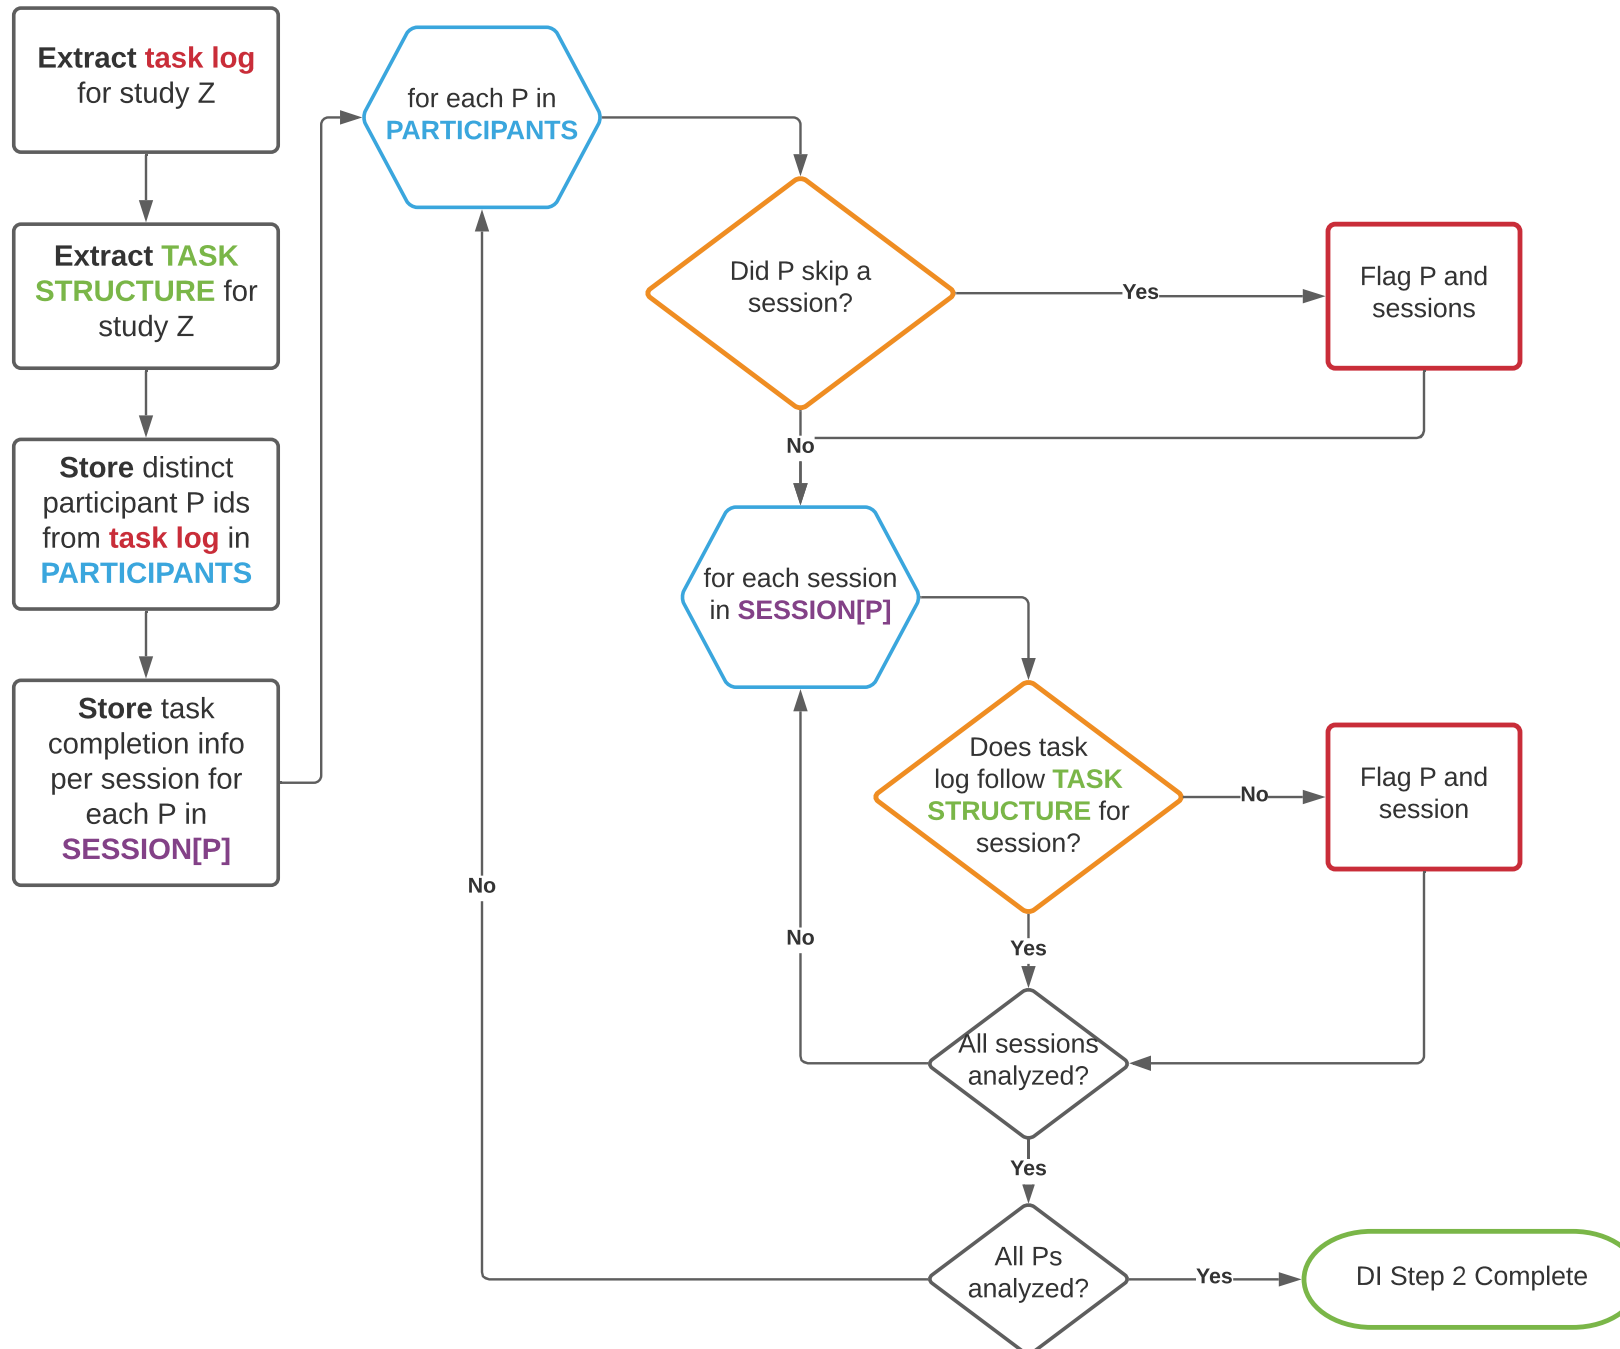 Extract task log
for study Z
Extract TASK
STRUCTURE for
study Z
Store distinct
participant P ids
from task log in
PARTICIPANTS
Store task
completion info
per session for
each P in
SESSION[P]
for each P in
PARTICIPANTS
Did P skip a
session?
Yes
Flag P and
sessions
No
for each session
in SESSION[P]
Does task
log follow TASK
STRUCTURE for
session?
No
Flag P and
session
Yes
No
All sessions
analyzed?
Yes
No
All Ps
analyzed?
Yes
DI Step 2 Complete